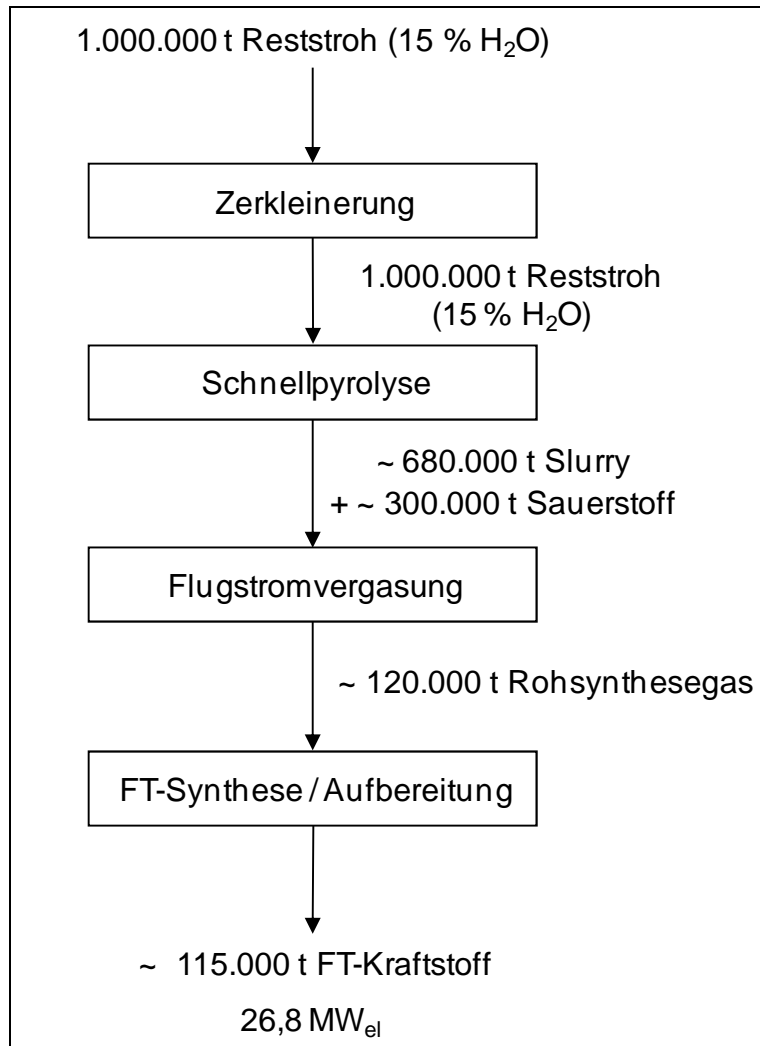 1.000.000 t Reststroh (15 % H₂O)
Zerkleinerung
1.000.000 t Reststroh
(15 % H₂O)
Schnellpyrolyse
~ 680.000 t Slurry
+ ~ 300.000 t Sauerstoff
Flugstromvergasung
~ 120.000 t Rohsynthesegas
FT-Synthese / Aufbereitung
~ 115.000 t FT-Kraftstoff
26,8 MWₑₗ